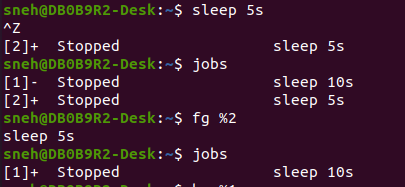 sneh@DB0B9R2-Desk:~$ sleep 5s
^Z
[2]+  Stopped                 sleep 5s
sneh@DB0B9R2-Desk:~$ jobs
[1]-  Stopped                 sleep 10s
[2]+  Stopped                 sleep 5s
sneh@DB0B9R2-Desk:~$ fg %2
sleep 5s
sneh@DB0B9R2-Desk:~$ jobs
[1]+  Stopped                 sleep 10s